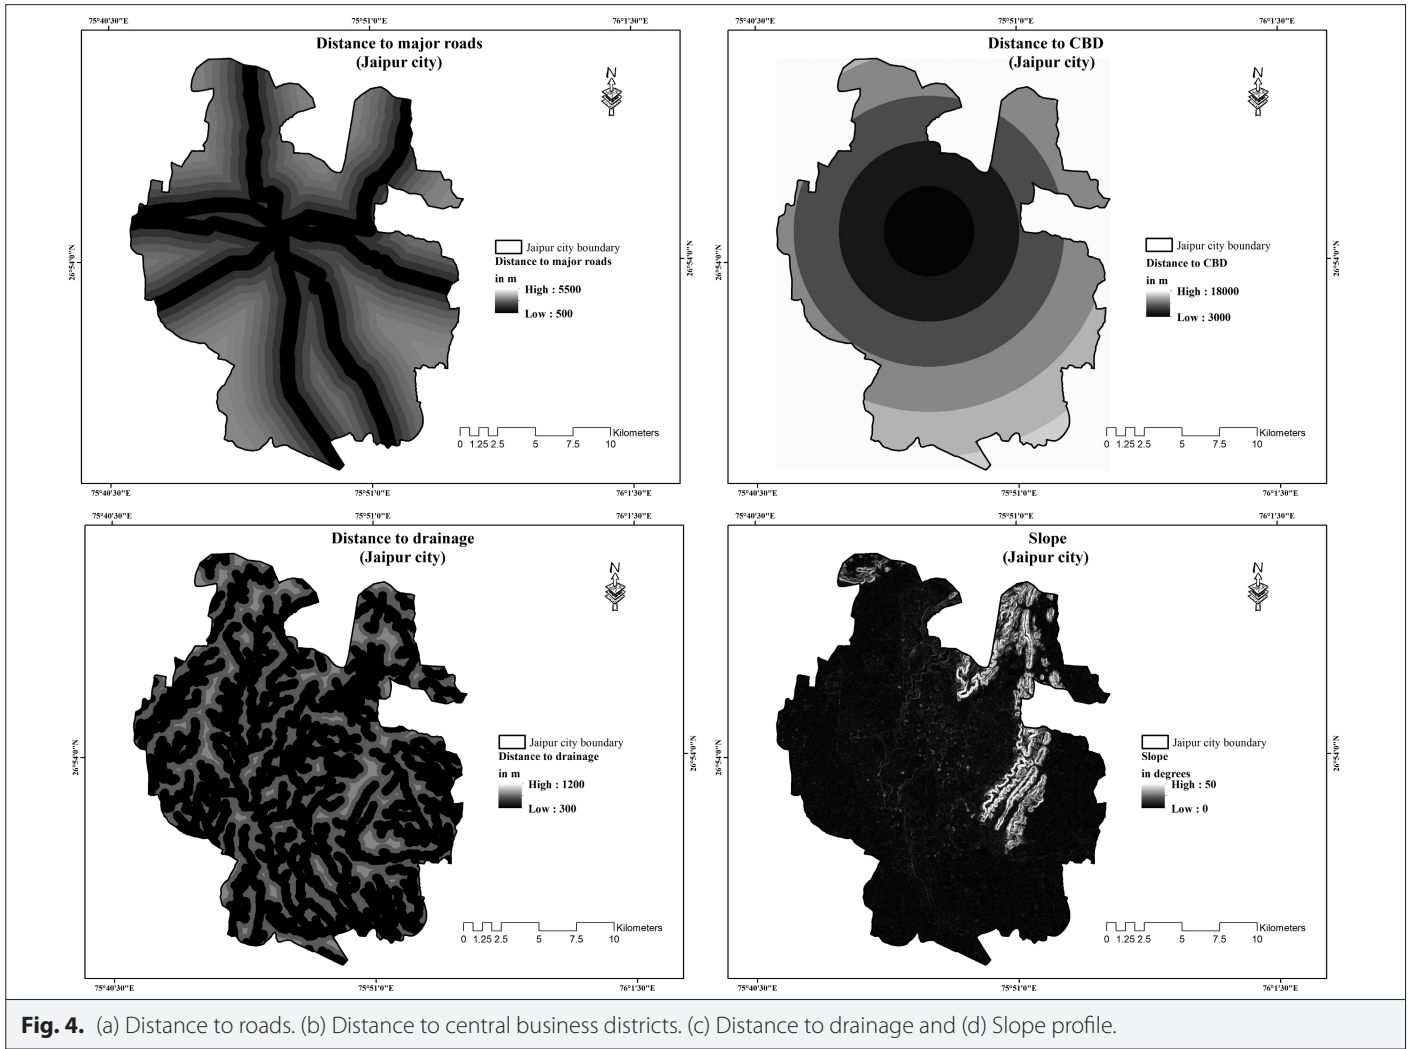 75°40'30"E 75°51'0"E 76°1'30"E
Distance to major roads
(Jaipur city)
N
26°54'0"N
26°54'0"N
Jaipur city boundary
Distance to major roads
in m
High : 5500
Low : 500
Kilometers
0 1.25 2.5 5 7.5 10
75°40'30"E 75°51'0"E 76°1'30"E
75°40'30"E 75°51'0"E 76°1'30"E
Distance to CBD
(Jaipur city)
N
26°54'0"N
Jaipur city boundary
Distance to CBD
in m
High : 18000
Low : 3000
Kilometers
0 1.25 2.5 5 7.5 10
75°40'30"E 75°51'0"E 76°1'30"E
75°40'30"E 75°51'0"E 76°1'30"E
Distance to drainage
(Jaipur city)
N
26°54'0"N
26°54'0"N
Jaipur city boundary
Distance to drainage
in m
High : 1200
Low : 300
Kilometers
0 1.25 2.5 5 7.5 10
75°40'30"E 75°51'0"E 76°1'30"E
75°40'30"E 75°51'0"E 76°1'30"E
Slope
(Jaipur city)
N
26°54'0"N
Jaipur city boundary
Slope
in degrees
High : 50
Low : 0
Kilometers
0 1.25 2.5 5 7.5 10
75°40'30"E 75°51'0"E 76°1'30"E
Fig. 4. (a) Distance to roads. (b) Distance to central business districts. (c) Distance to drainage and (d) Slope profile.